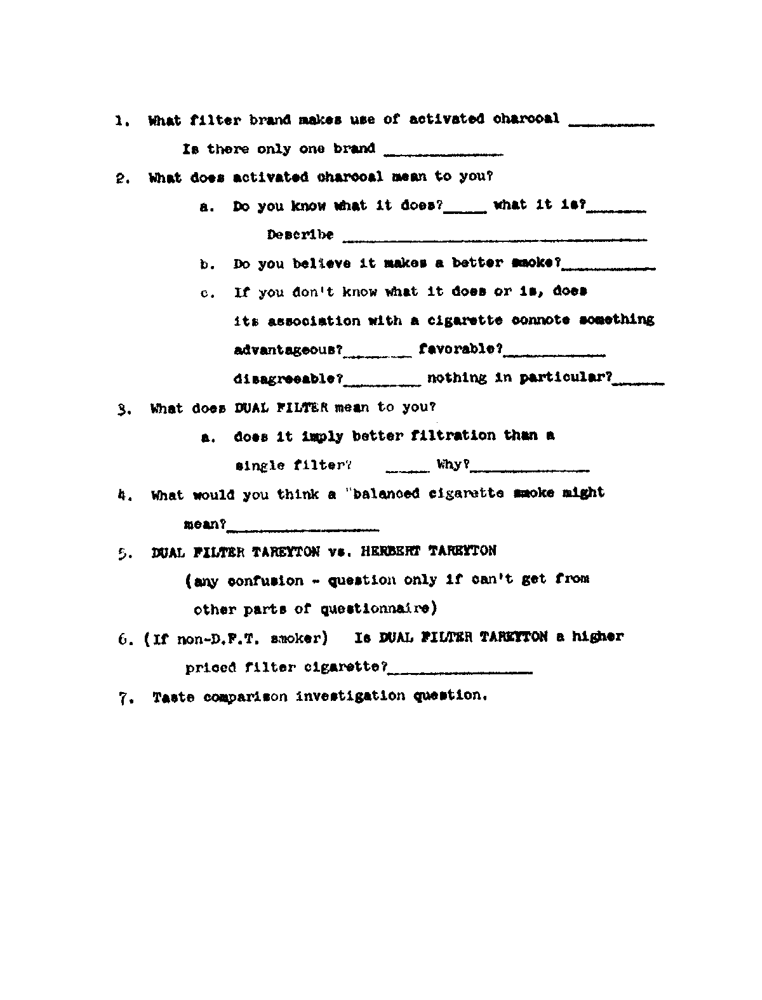 1. What filter brand makes use of activated charcoal __________
Is there only one brand ______________
2. What does activated charcoal mean to you?
a. Do you know what it does?_____ what it is?_______
Describe ____________________________________
b. Do you believe it makes a better smoke?___________
c. If you don't know what it does or is, does
its association with a cigarette connote something
advantageous?________ favorable?____________
disagreeable?_________ nothing in particular?______
3. What does DUAL FILTER mean to you?
a. does it imply better filtration than a
single filter? _____ Why?______________
4. What would you think a "balanced cigarette smoke might
mean?__________________
5. DUAL FILTER TAREYTON vs. HERBERT TAREYTON
(any confusion - question only if can't get from
other parts of questionnaire)
6. (If non-D.F.T. smoker) Is DUAL FILTER TAREYTON a higher
priced filter cigarette?_________________
7. Taste comparison investigation question.